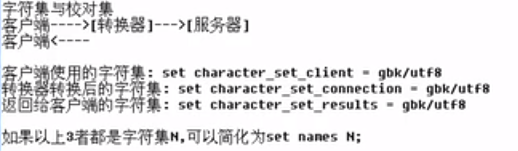 字符集与校对集
客户端---->[转换器]--->[服务器]
客户端<----
客户端使用的字符集: set character_set_client = gbk/utf8
转换器转换后的字符集: set character_set_connection = gbk/utf8
返回给客户端的字符集: set character_set_results = gbk/utf8
如果以上3者都是字符集N,可以简化为set names N;